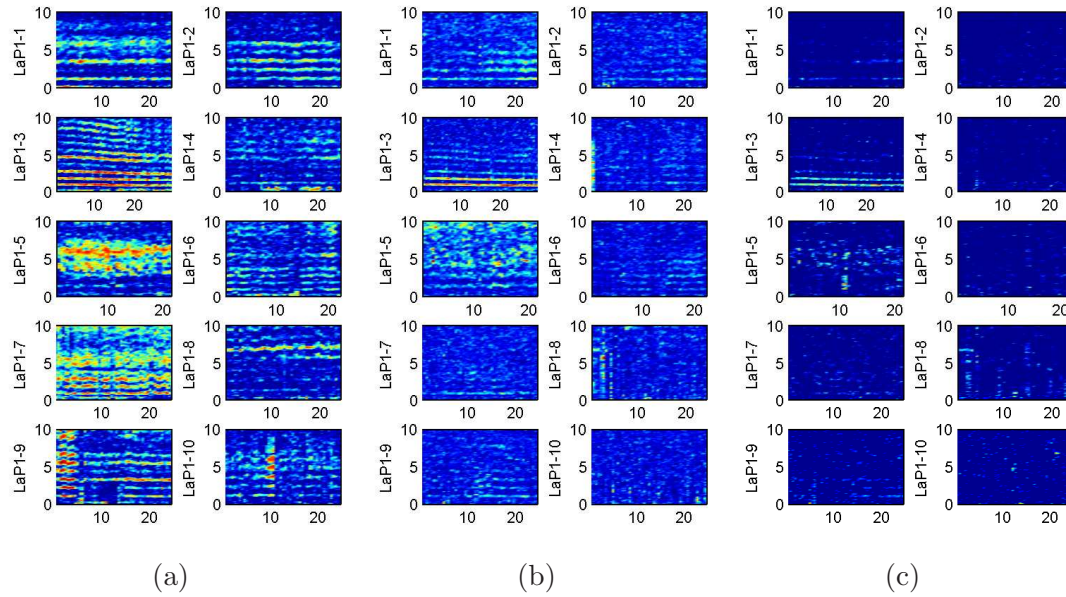 10 10 10 10 10 10
LaP1-1 5 LaP1-2 5 LaP1-1 5 LaP1-2 5 LaP1-1 5 LaP1-2 5
0 0 0 0 0 0
10 20 10 20 10 20 10 20 10 20 10 20
10 10 10 10 10 10
LaP1-3 5 LaP1-4 5 LaP1-3 5 LaP1-4 5 LaP1-3 5 LaP1-4 5
0 0 0 0 0 0
10 20 10 20 10 20 10 20 10 20 10 20
10 10 10 10 10 10
LaP1-5 5 LaP1-6 5 LaP1-5 5 LaP1-6 5 LaP1-5 5 LaP1-6 5
0 0 0 0 0 0
10 20 10 20 10 20 10 20 10 20 10 20
10 10 10 10 10 10
LaP1-7 5 LaP1-8 5 LaP1-7 5 LaP1-8 5 LaP1-7 5 LaP1-8 5
0 0 0 0 0 0
10 20 10 20 10 20 10 20 10 20 10 20
10 10 10 10 10 10
LaP1-9 5 LaP1-10 5 LaP1-9 5 LaP1-10 5 LaP1-9 5 LaP1-10 5
0 0 0 0 0 0
10 20 10 20 10 20 10 20 10 20 10 20
(a) (b) (c)